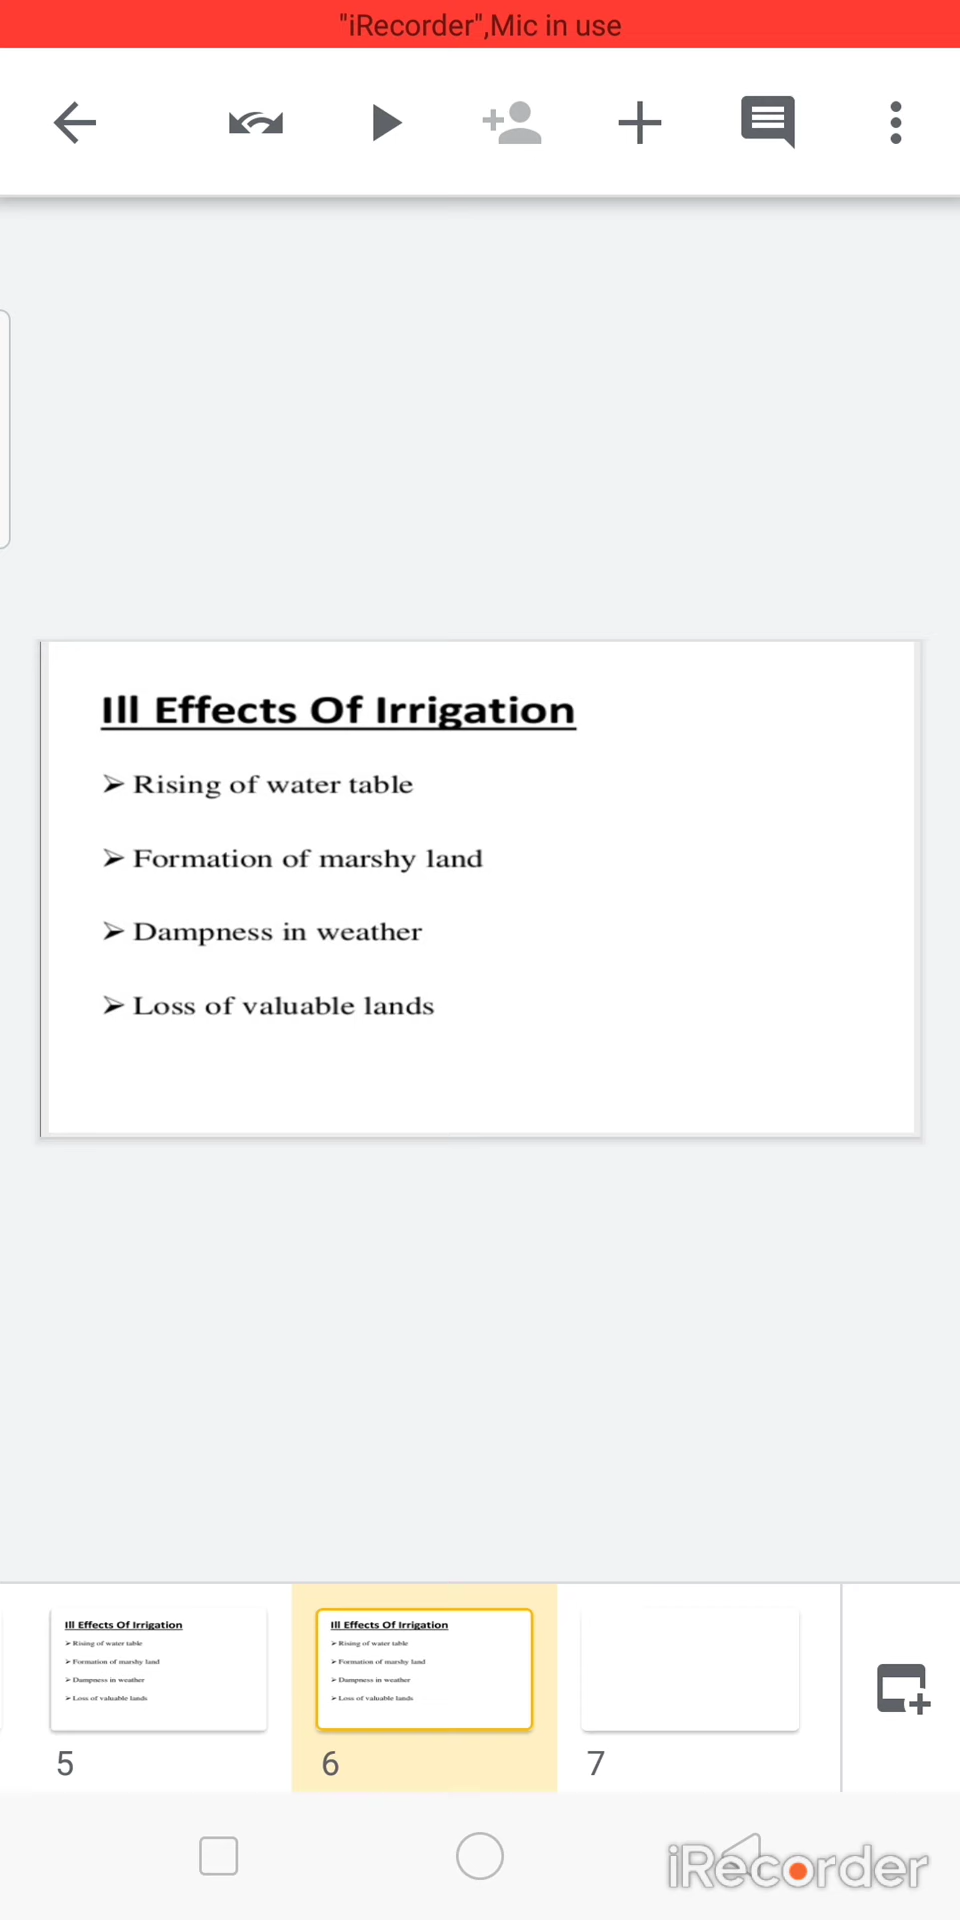 "iRecorder",Mic in use
Ill Effects Of Irrigation
➢ Rising of water table
➢ Formation of marshy land
➢ Dampness in weather
➢ Loss of valuable lands
Ill Effects Of Irrigation
➢ Rising of water table
➢ Formation of marshy land
➢ Dampness in weather
➢ Loss of valuable lands
5
Ill Effects Of Irrigation
➢ Rising of water table
➢ Formation of marshy land
➢ Dampness in weather
➢ Loss of valuable lands
6
7
iRecorder